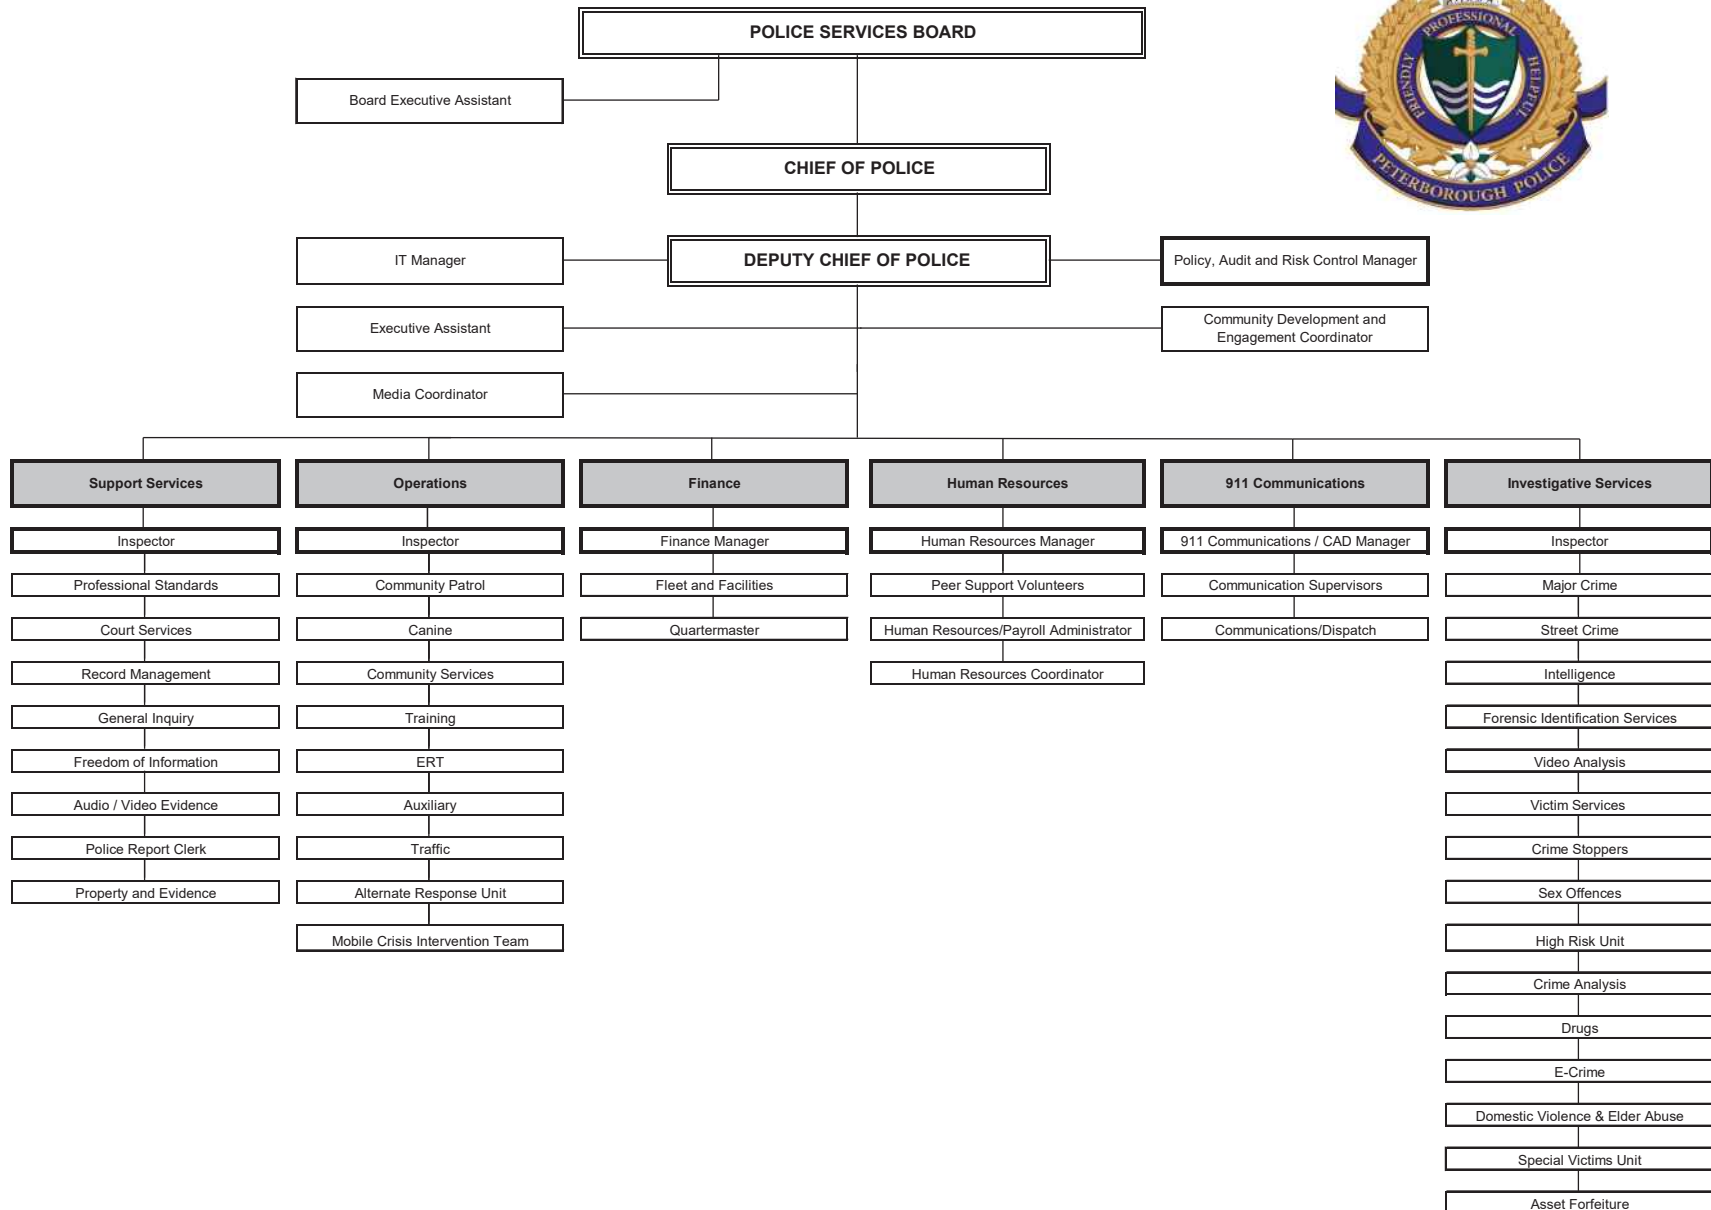 POLICE SERVICES BOARD
PROFESSIONAL
FRIENDLY
HELPFUL
PETERBOROUGH POLICE
Board Executive Assistant
CHIEF OF POLICE
IT Manager
DEPUTY CHIEF OF POLICE
Policy, Audit and Risk Control Manager
Executive Assistant
Community Development and
Engagement Coordinator
Media Coordinator
Support Services
Inspector
Professional Standards
Court Services
Record Management
General Inquiry
Freedom of Information
Audio / Video Evidence
Police Report Clerk
Property and Evidence
Operations
Inspector
Community Patrol
Canine
Community Services
Training
ERT
Auxiliary
Traffic
Alternate Response Unit
Mobile Crisis Intervention Team
Finance
Finance Manager
Fleet and Facilities
Quartermaster
Human Resources
Human Resources Manager
Peer Support Volunteers
Human Resources/Payroll Administrator
Human Resources Coordinator
911 Communications
911 Communications / CAD Manager
Communication Supervisors
Communications/Dispatch
Investigative Services
Inspector
Major Crime
Street Crime
Intelligence
Forensic Identification Services
Video Analysis
Victim Services
Crime Stoppers
Sex Offences
High Risk Unit
Crime Analysis
Drugs
E-Crime
Domestic Violence & Elder Abuse
Special Victims Unit
Asset Forfeiture